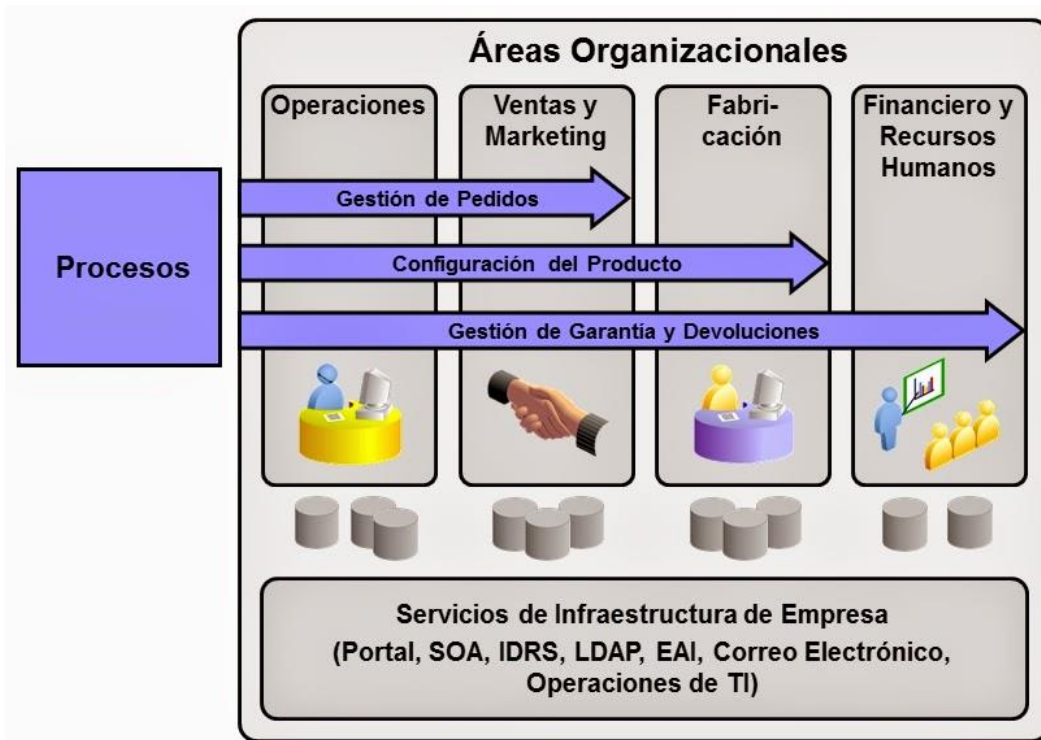 Áreas Organizacionales
Operaciones
Ventas y
Marketing
Fabri-
cación
Financiero y
Recursos
Humanos
Procesos
Gestión de Pedidos
Configuración del Producto
Gestión de Garantía y Devoluciones
Servicios de Infraestructura de Empresa
(Portal, SOA, IDRS, LDAP, EAI, Correo Electrónico,
Operaciones de TI)